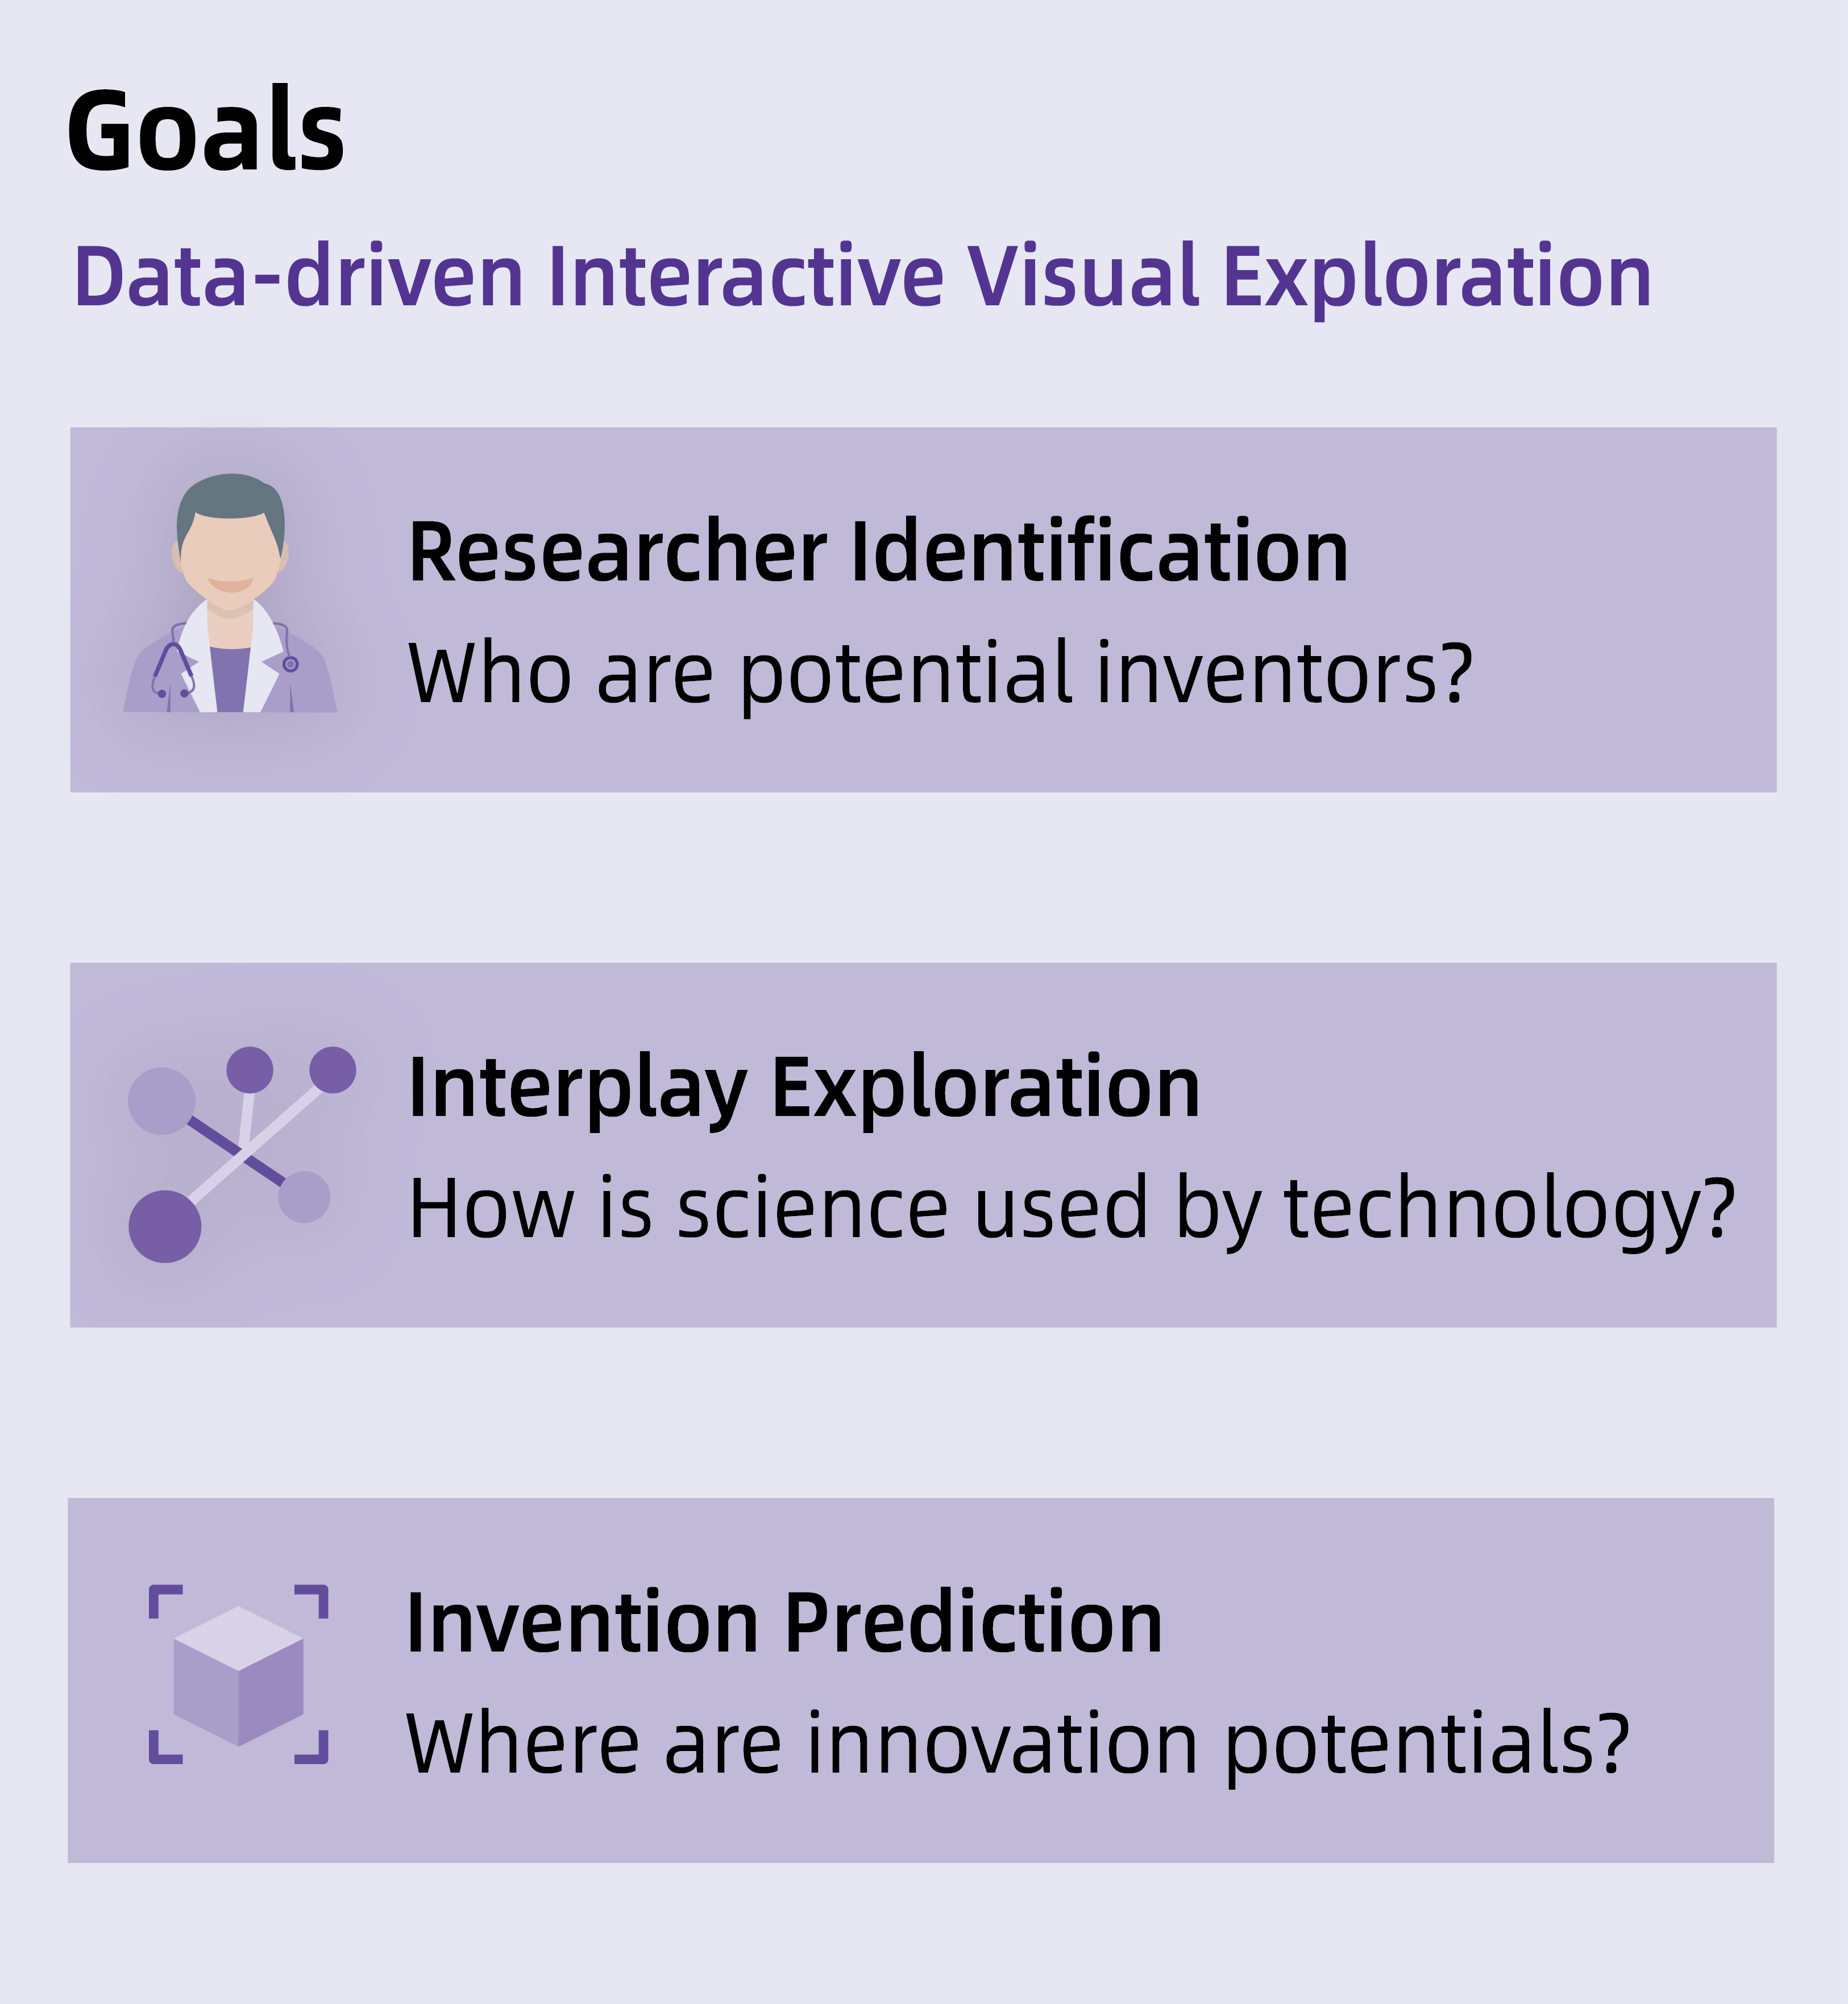 Goals
Data-driven Interactive Visual Exploration
Researcher Identification
Who are potential inventors?
Interplay Exploration
How is science used by technology?
Invention Prediction
Where are innovation potentials?